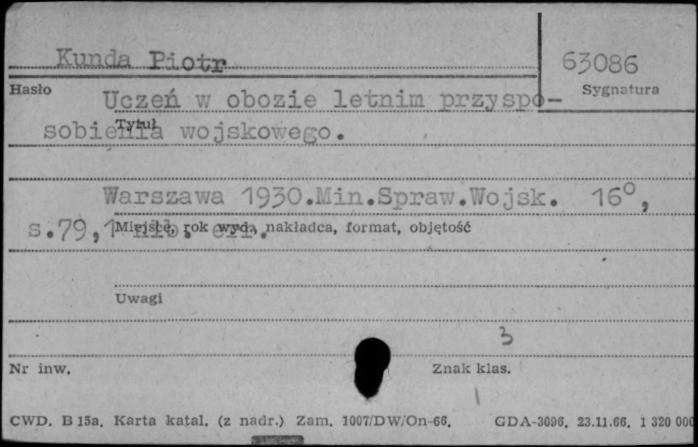 Kunda Piotr
63086
Hasło
Sygnatura
Uczeń w obozie letnim przyspo-
Tytuł
sobienia wojskowego.
Warszawa 1930.Min.Spraw.Wojsk. 16°,
s.79,1 nlb.
Miejsce, rok wyd., nakładca, format, objętość
Uwagi
3
Nr inw.
Znak klas.
CWD. B 15a. Karta katal. (z nadr.) Zam. 1007/DW/On-66. GDA-3096. 23.11.66. 1 320 000